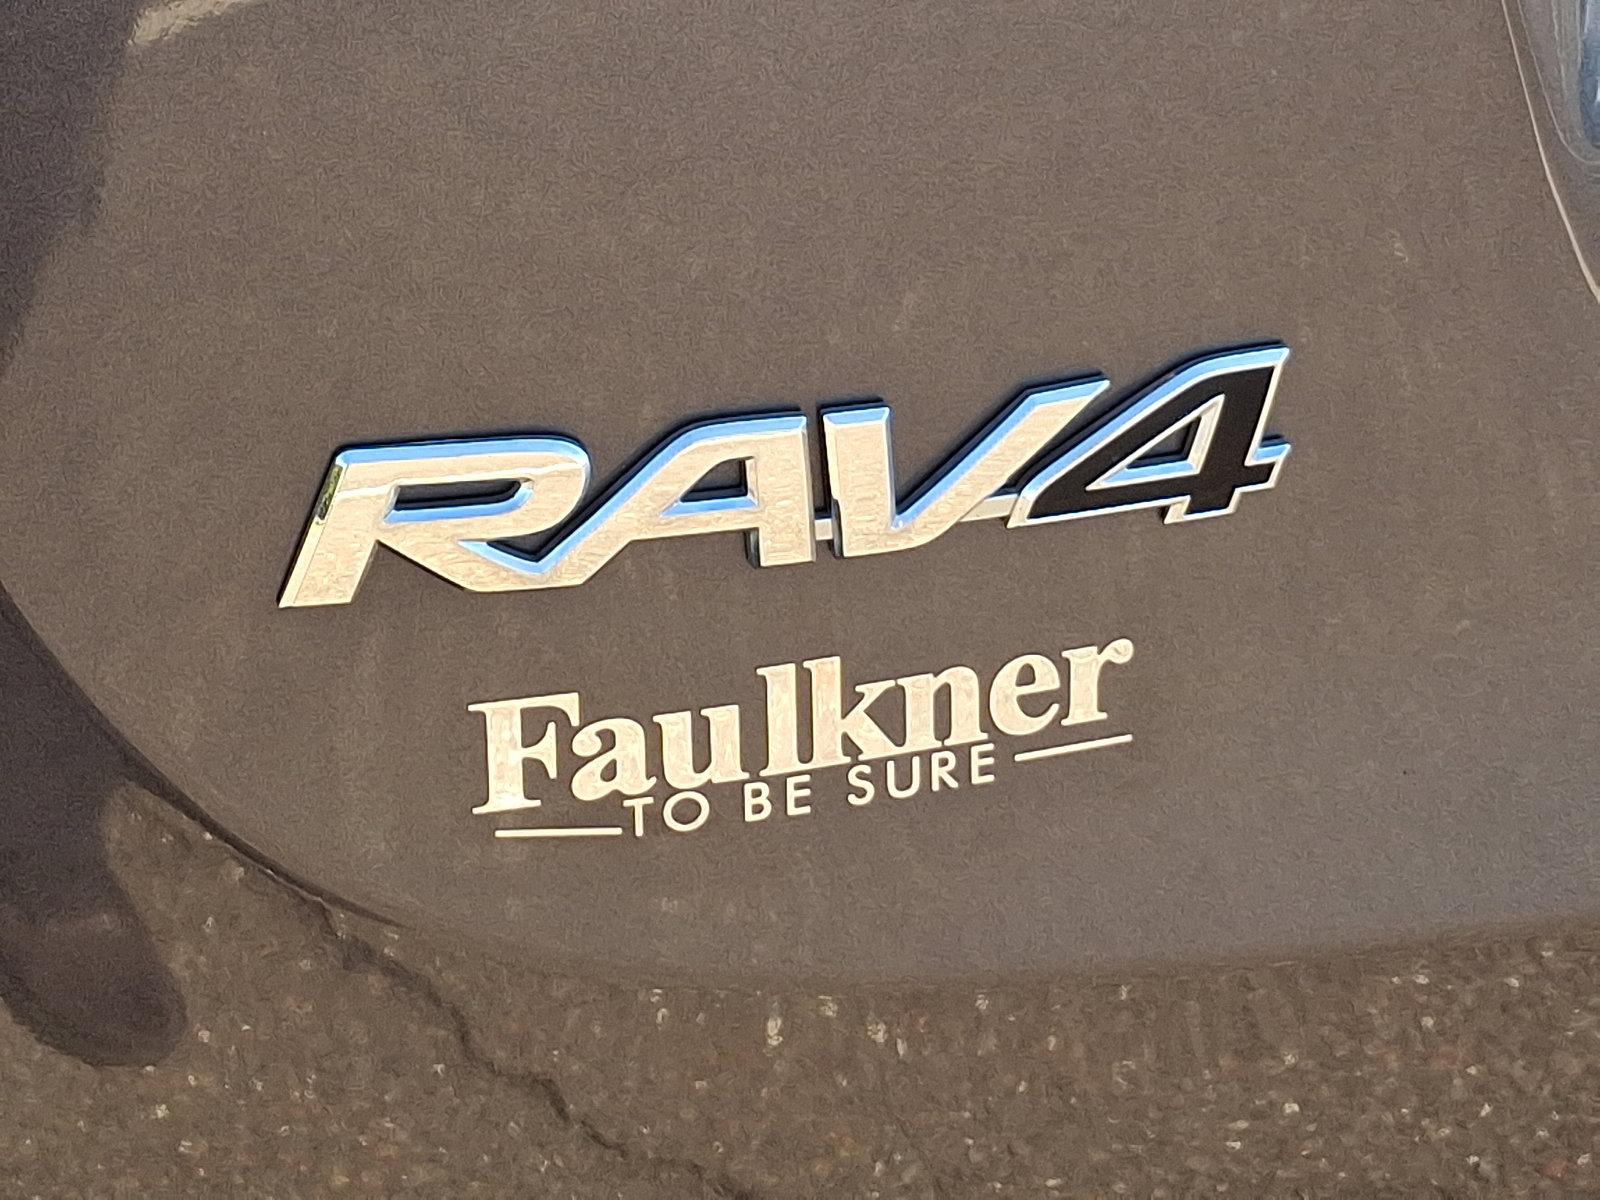 RAV4
Faulkner
TO BE SURE